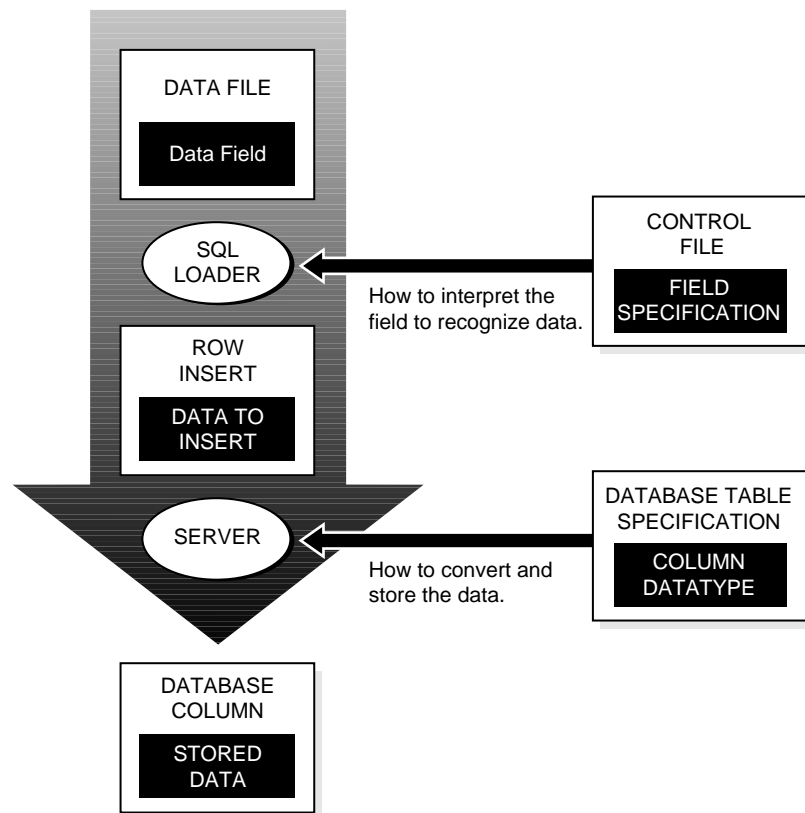 DATA FILE
Data Field
SQL
LOADER
How to interpret the
field to recognize data.
CONTROL
FILE
FIELD
SPECIFICATION
ROW
INSERT
DATA TO
INSERT
SERVER
How to convert and
store the data.
DATABASE TABLE
SPECIFICATION
COLUMN
DATATYPE
DATABASE
COLUMN
STORED
DATA